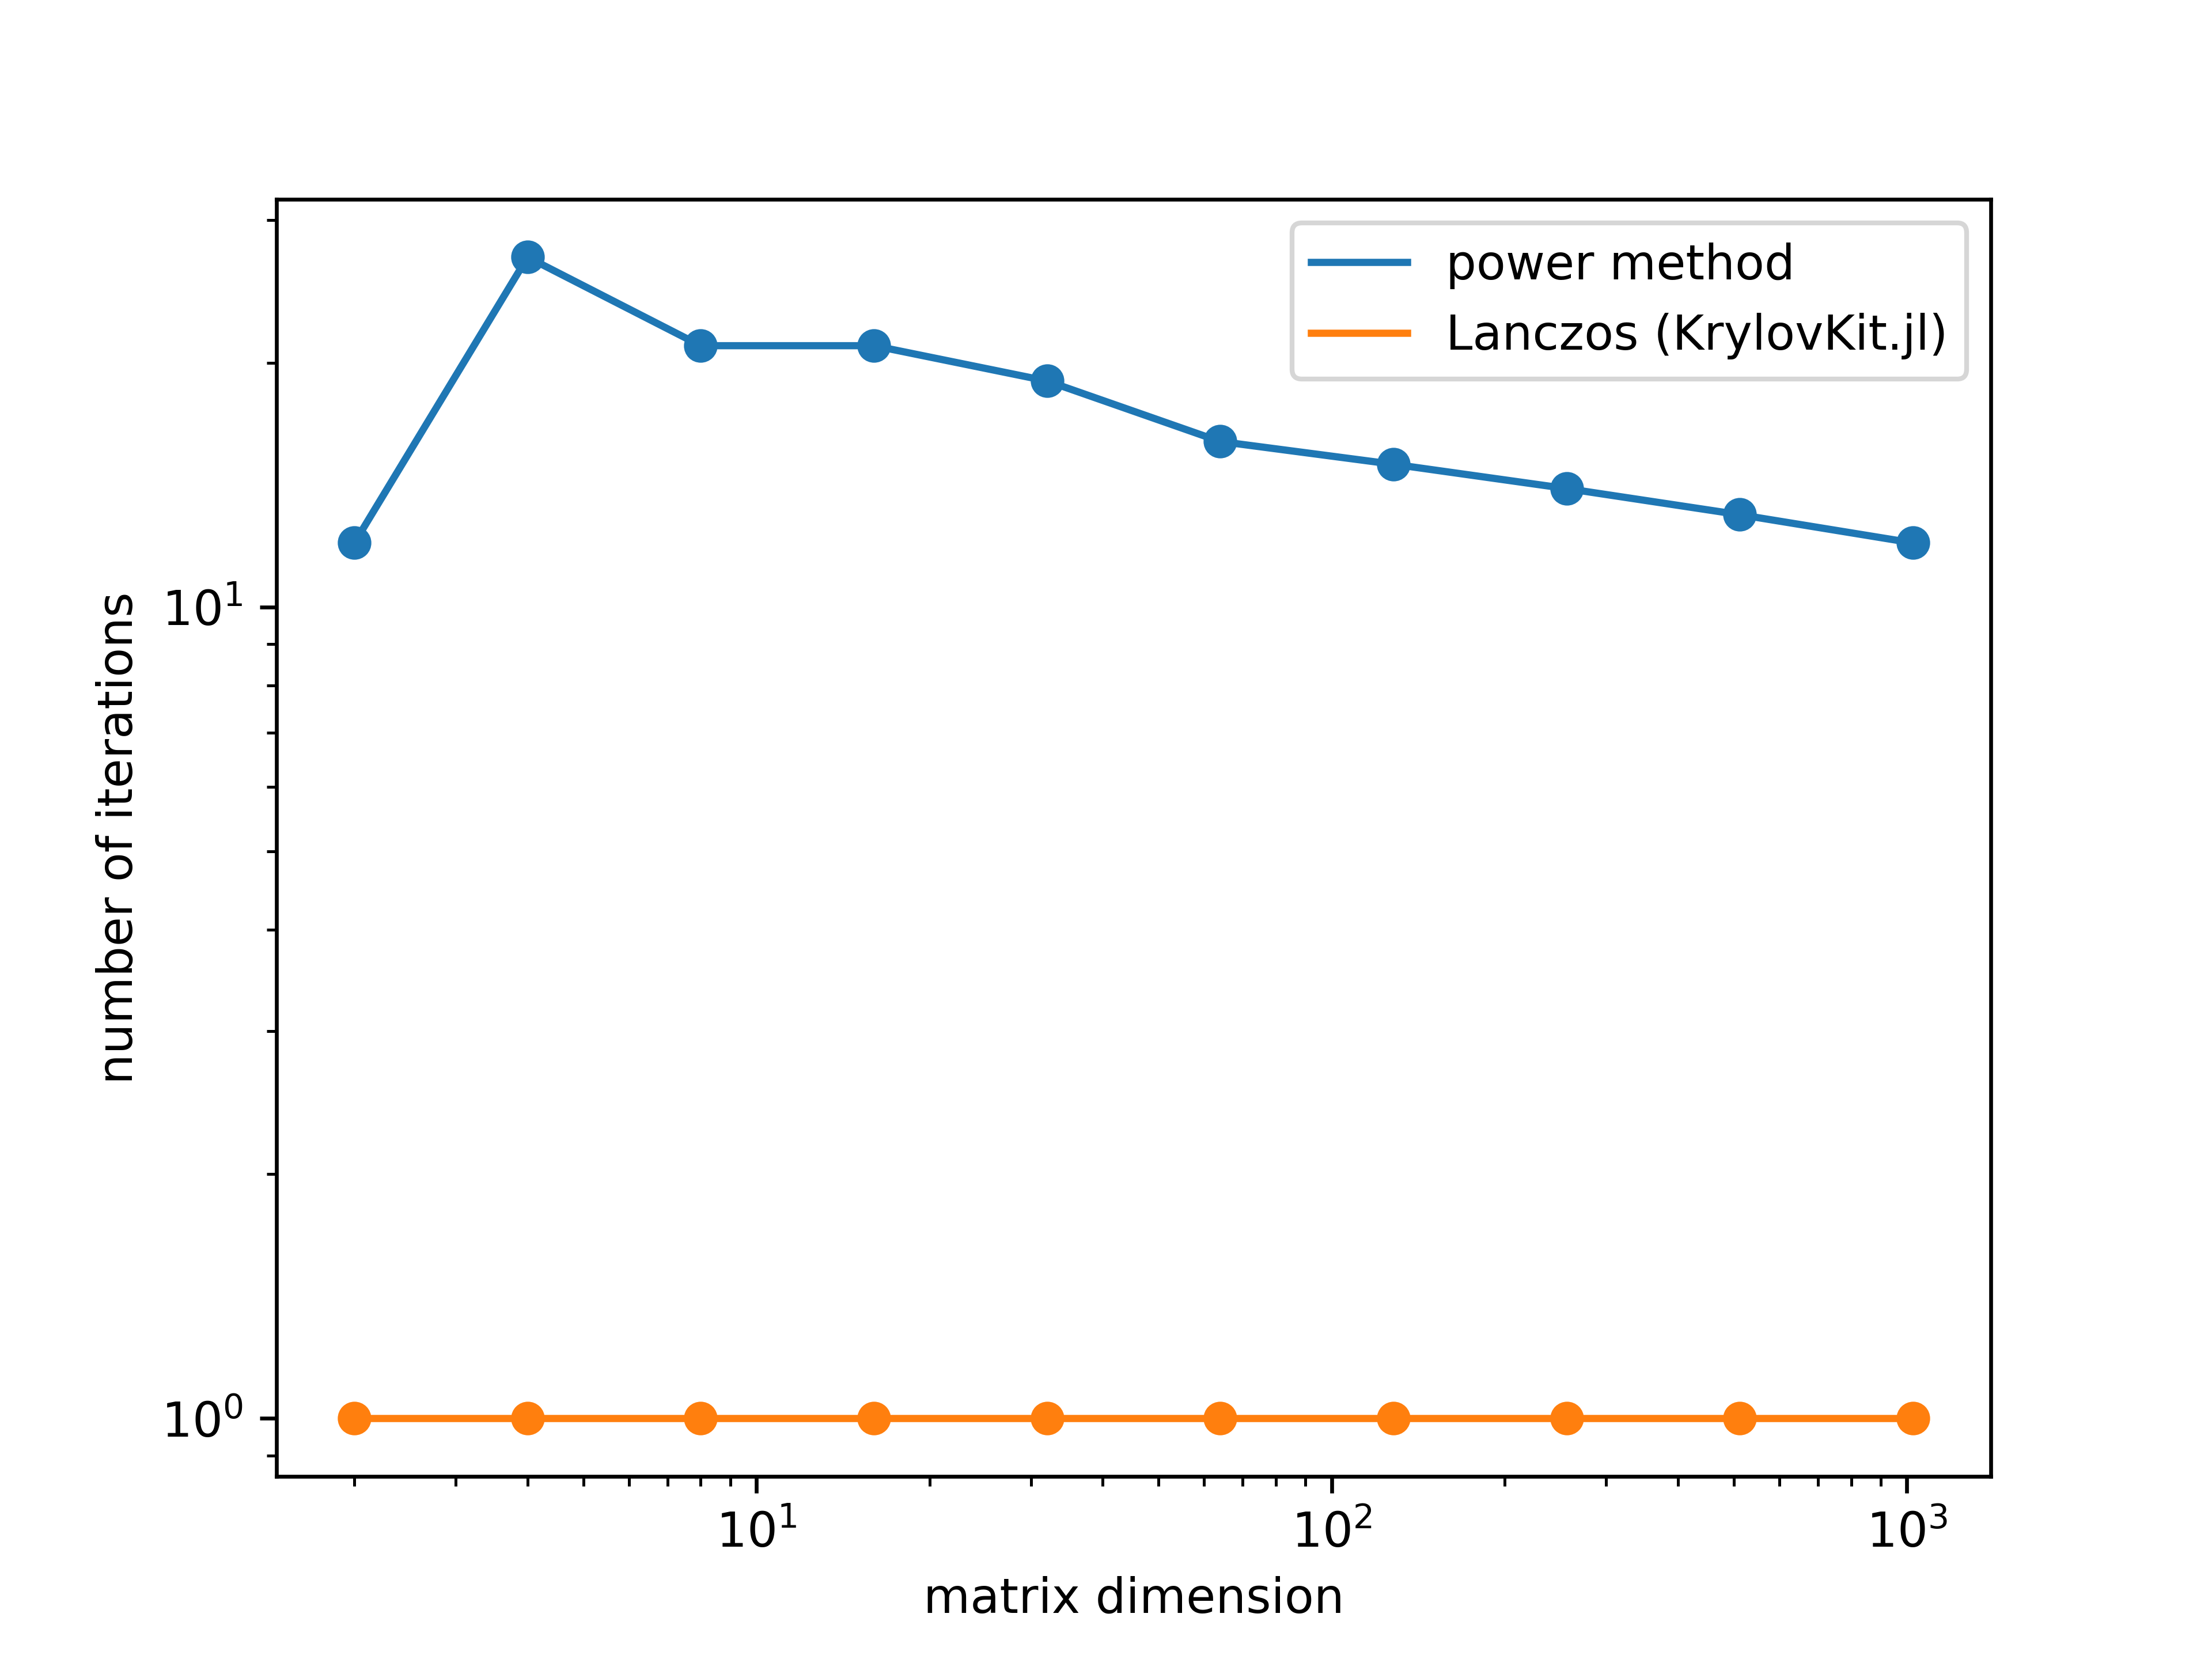 power method
Lanczos (KrylovKit.jl)
number of iterations
10¹
10⁰
10¹
10²
10³
matrix dimension